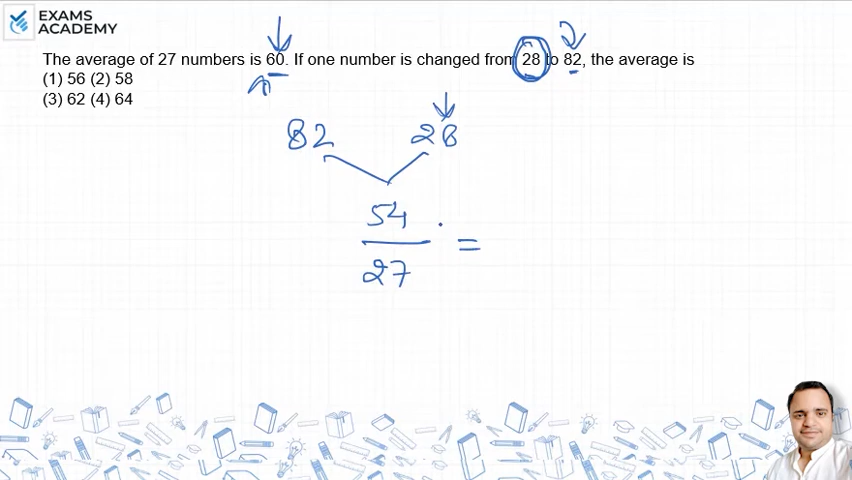 EXAMS
ACADEMY
The average of 27 numbers is 60. If one number is changed from 28 to 82, the average is
(1) 56 (2) 58
(3) 62 (4) 64
82 28
54
27 =